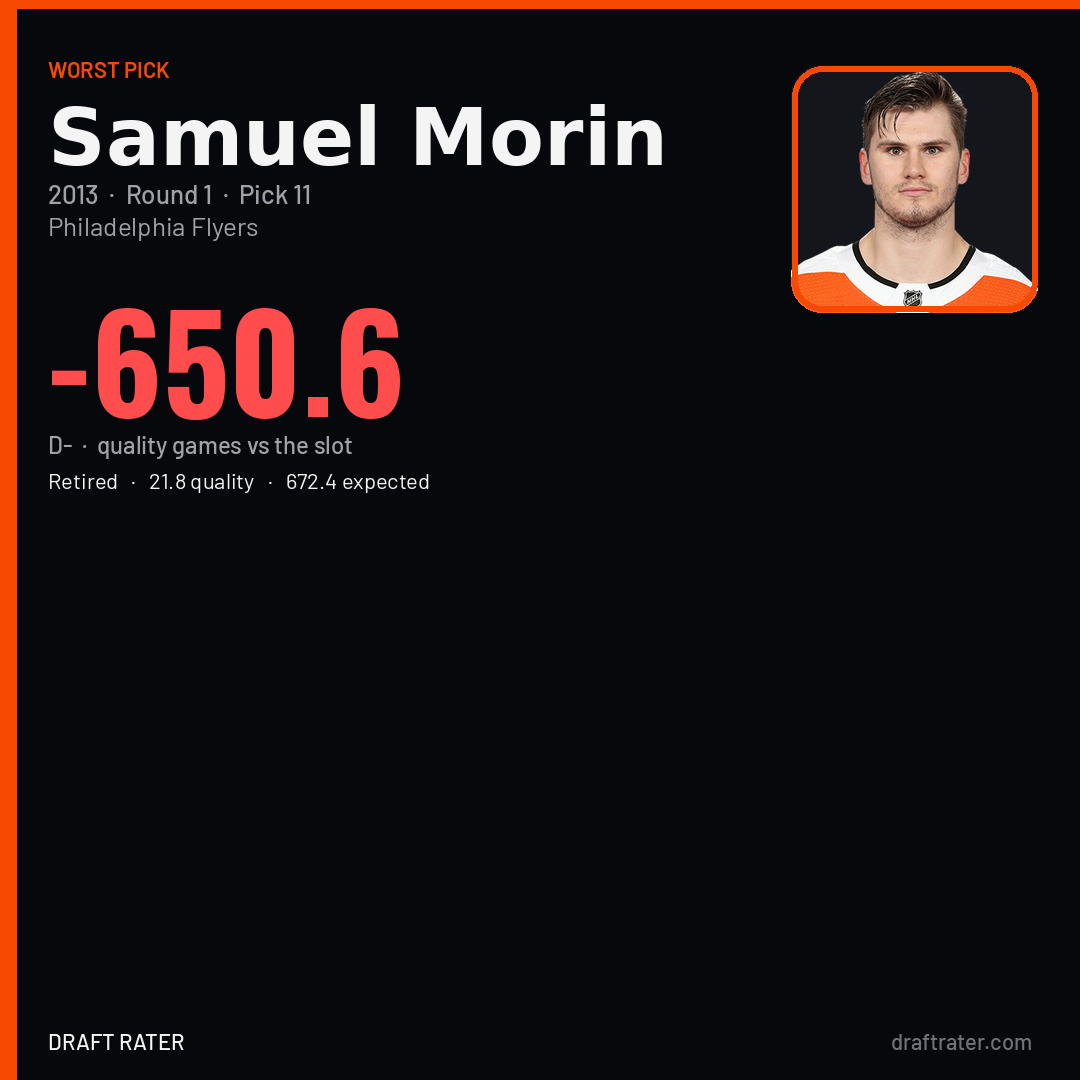 WORST PICK
Samuel Morin
2013 · Round 1 · Pick 11
Philadelphia Flyers
-650.6
D- · quality games vs the slot
Retired · 21.8 quality · 672.4 expected
DRAFT RATER
draftrater.com